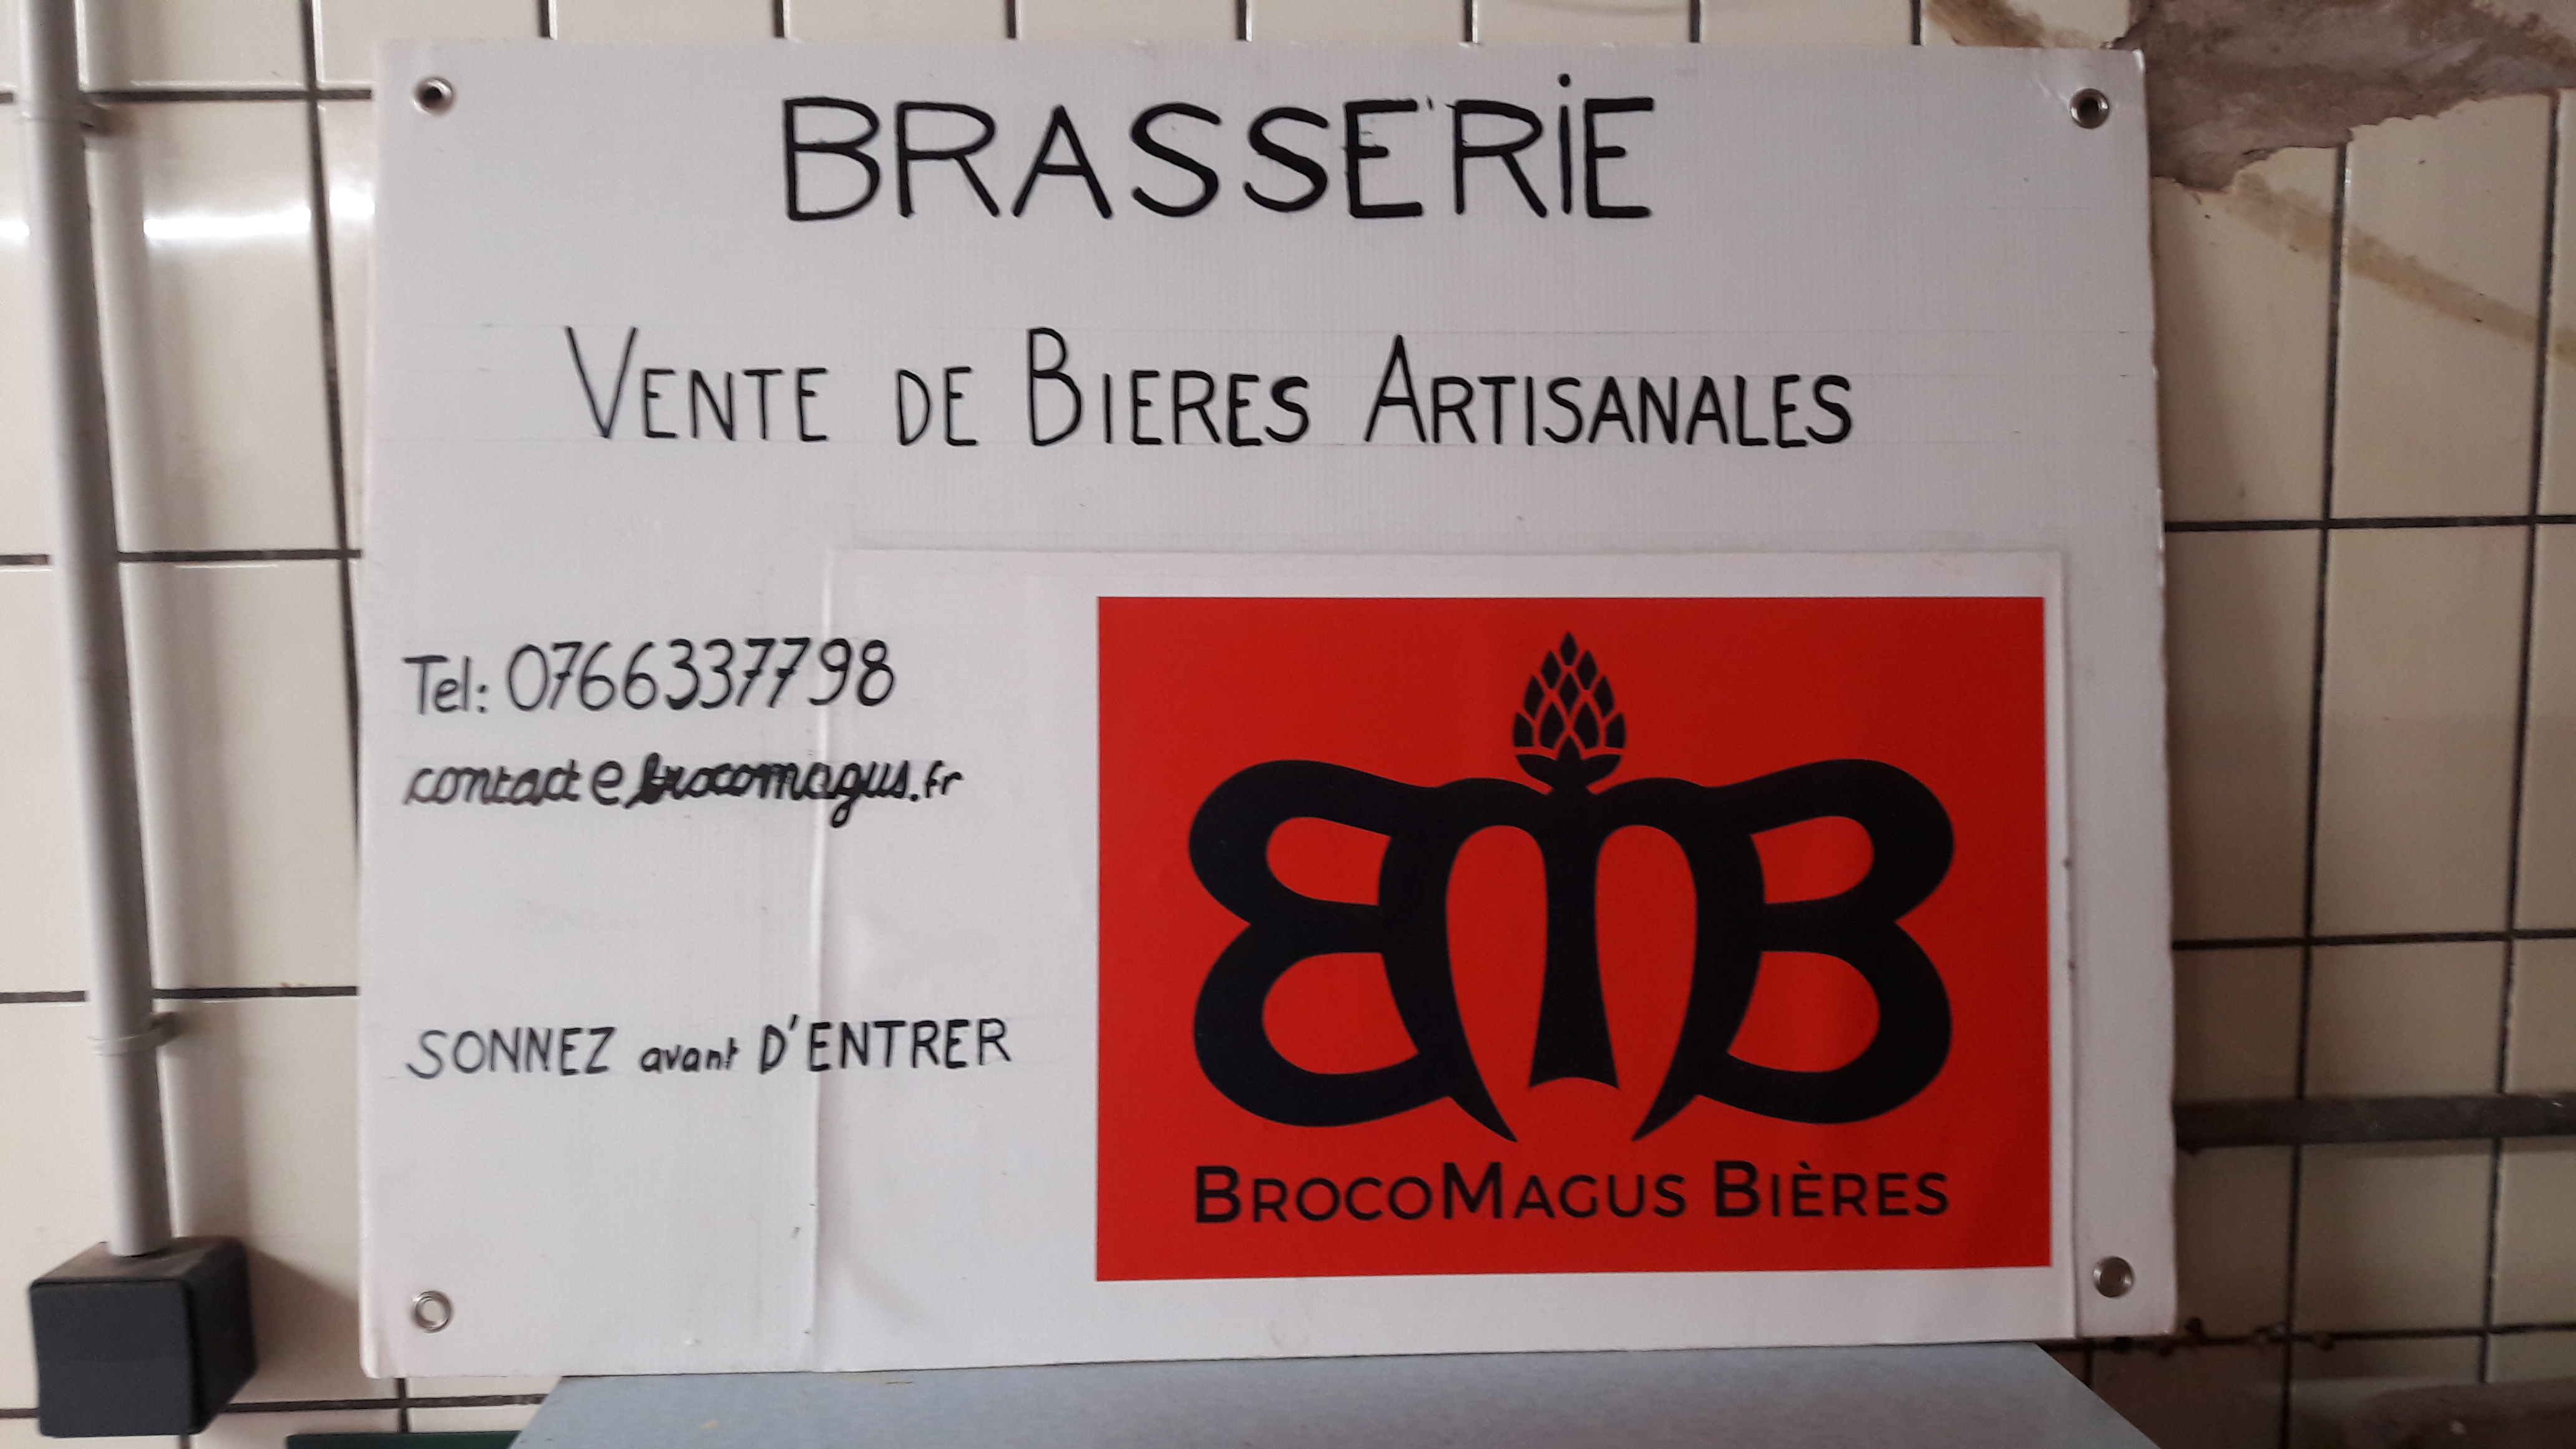 BRASSERiE
VENTE DE BIERES ARTISANALES
Tel: 0766337798
contact@brocomagus.fr
SONNEZ avant D'ENTRER
BMB
BROCOMAGUS BIÈRES